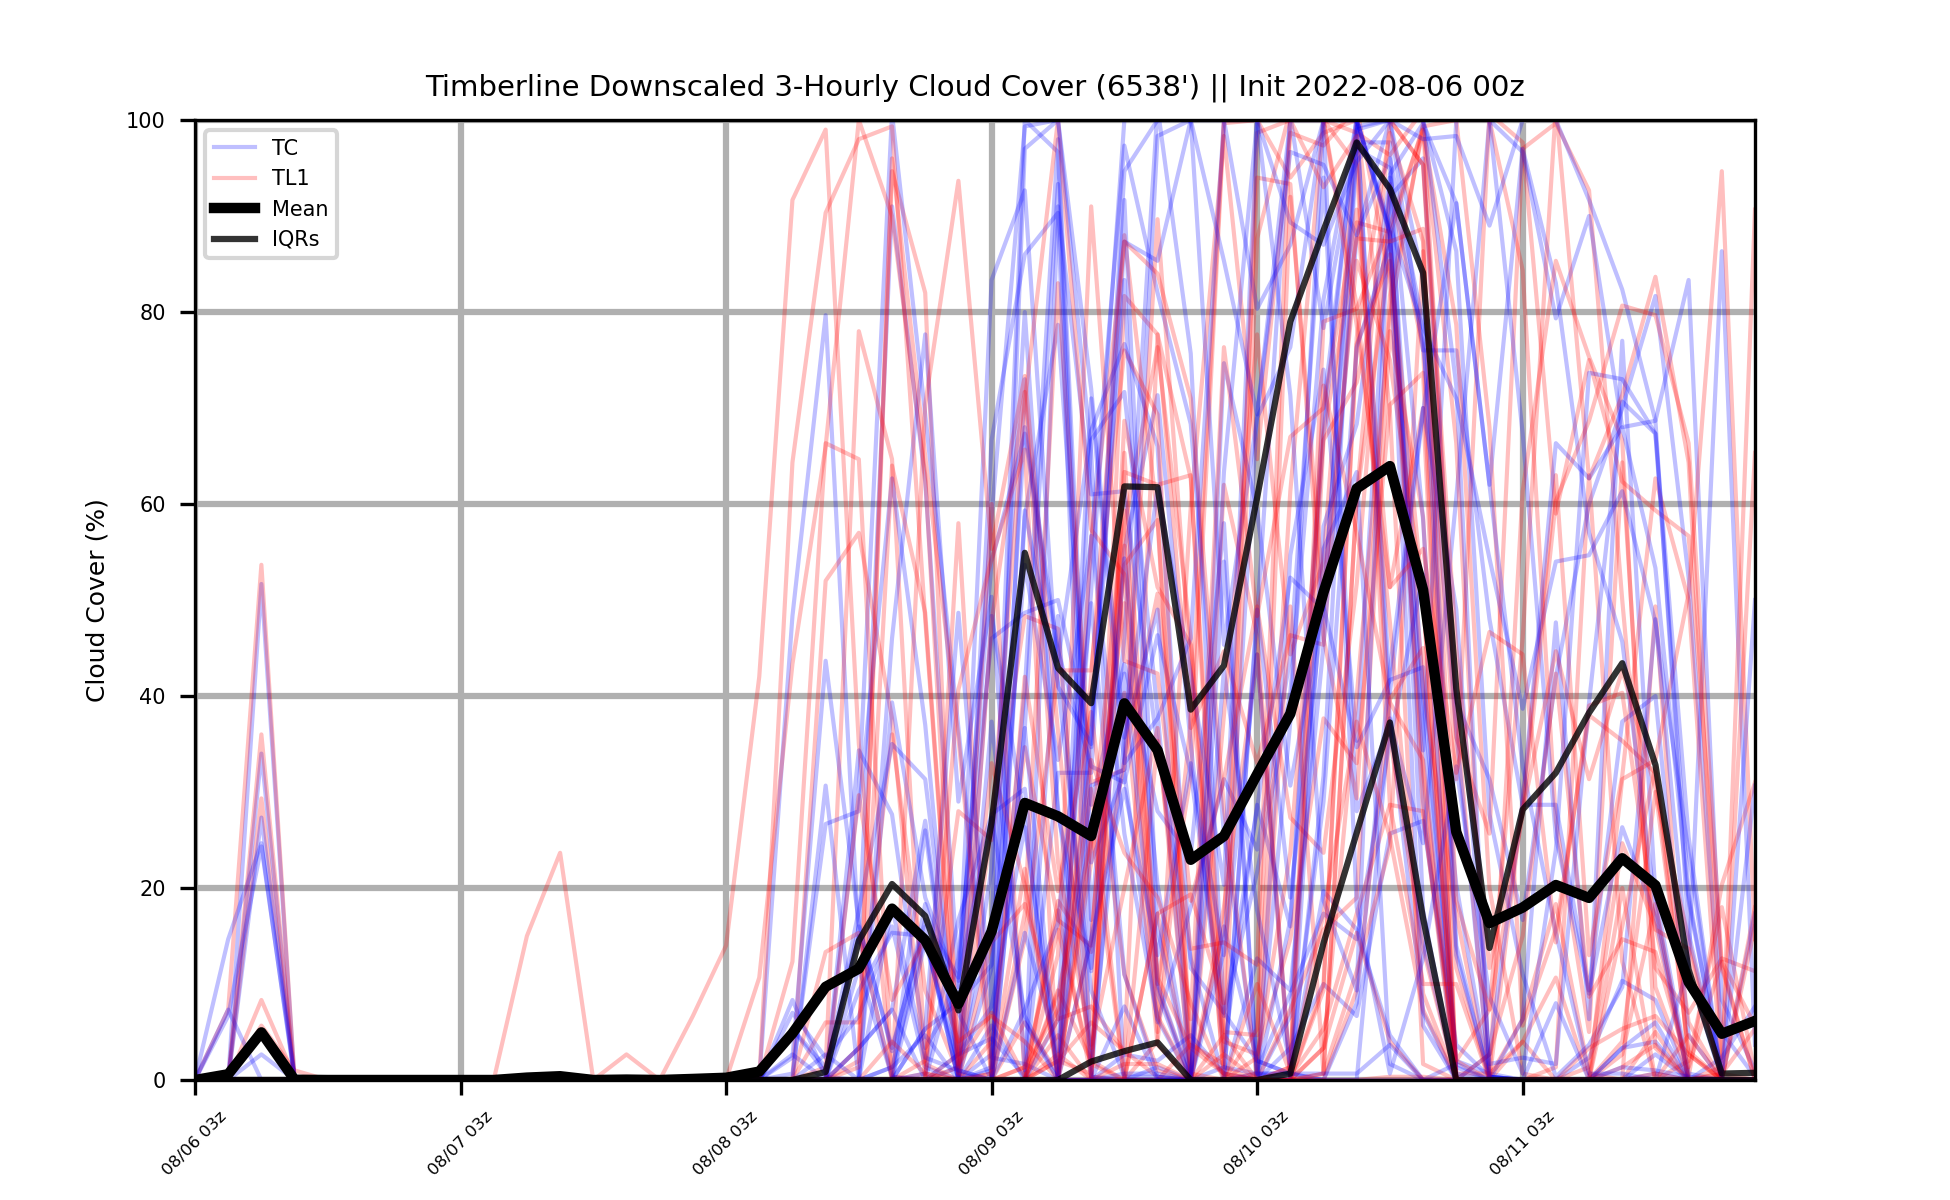 Timberline Downscaled 3-Hourly Cloud Cover (6538') || Init 2022-08-06 00z
100
80
60
40
20
0
Cloud Cover (%)
TC
TL1
Mean
IQRs
08/06 03z
08/07 03z
08/08 03z
08/09 03z
08/10 03z
08/11 03z